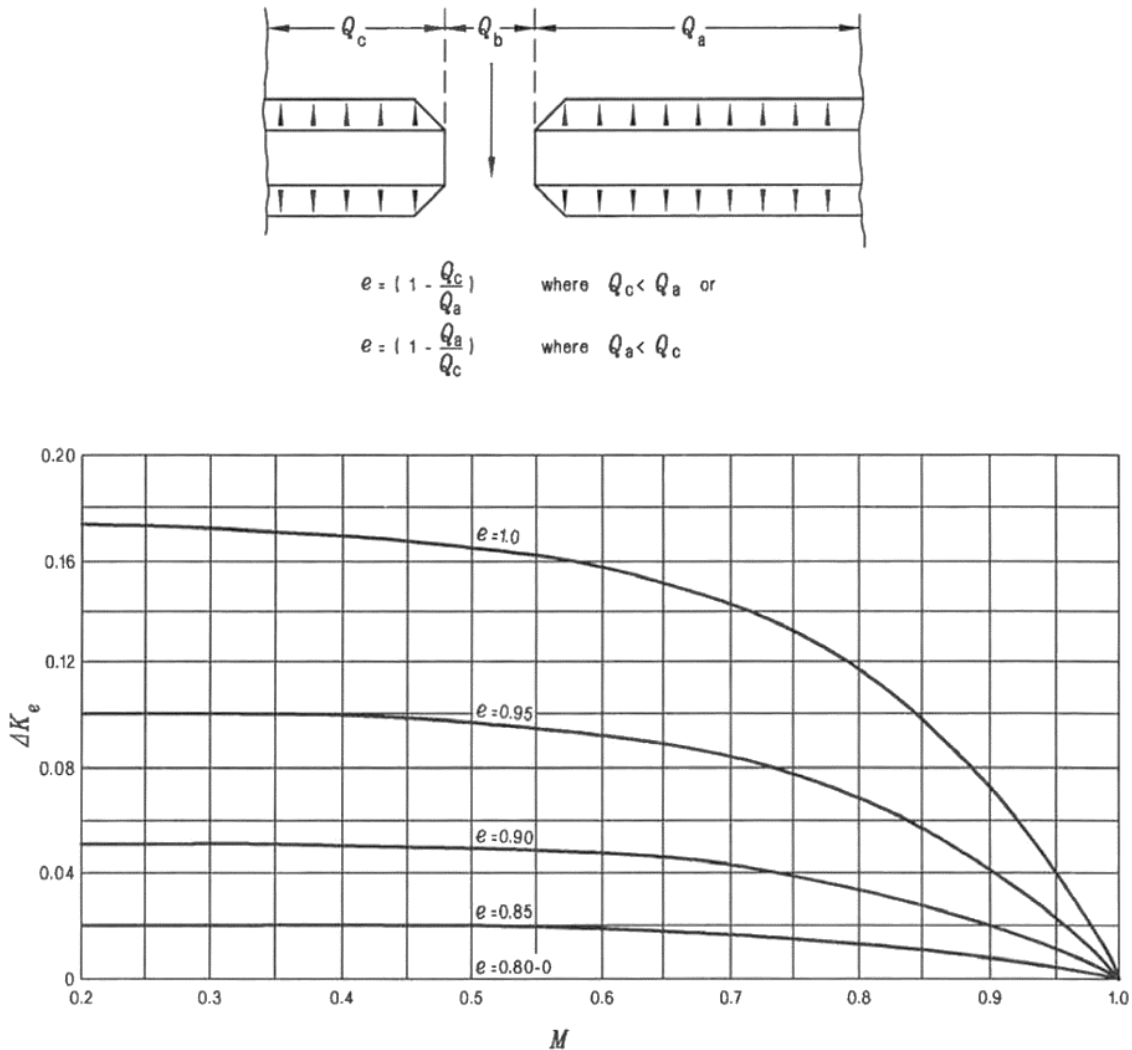 Q_c Q_b Q_a
e = ( 1 - Q_c/Q_a ) where Q_c < Q_a or
e = ( 1 - Q_a/Q_c ) where Q_a < Q_c
0.20
0.16
0.12
0.08
0.04
0
ΔK_e
e=1.0
e=0.95
e=0.90
e=0.85
e=0.80-0
0.2 0.3 0.4 0.5 0.6 0.7 0.8 0.9 1.0
M